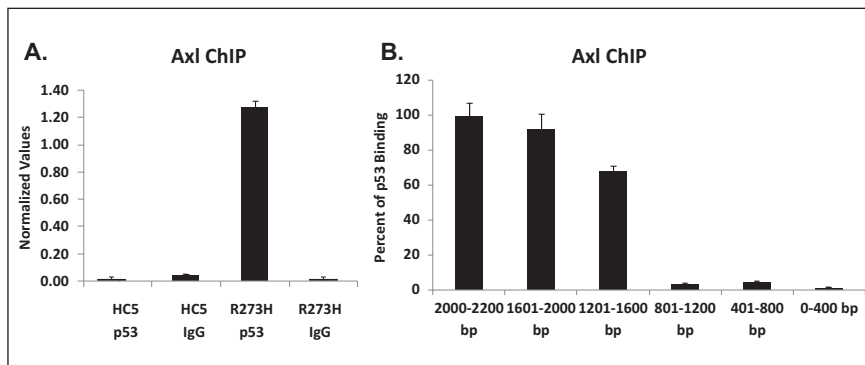 A.
Axl ChIP
Normalized Values
1.40
1.20
1.00
0.80
0.60
0.40
0.20
0.00
HC5 HC5 R273H R273H
p53 IgG p53 IgG
B.
Axl ChIP
Percent of p53 Binding
120
100
80
60
40
20
0
2000-2200 1601-2000 1201-1600 801-1200 401-800 0-400 bp
bp bp bp bp bp